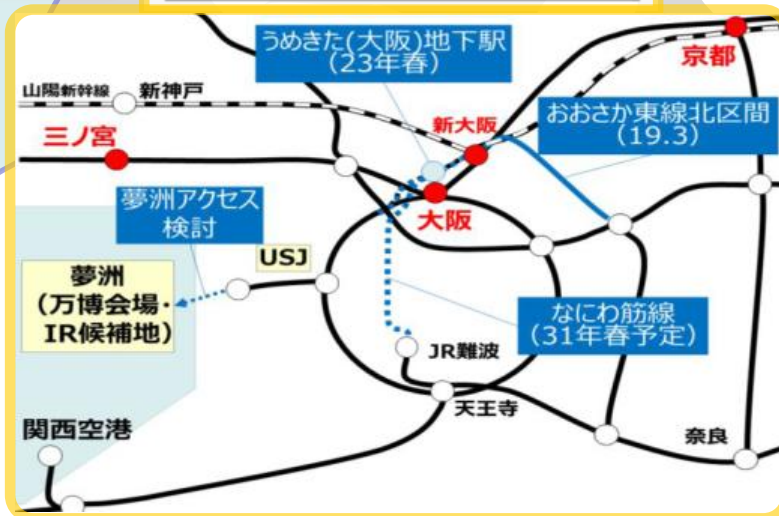 うめきた(大阪)地下駅
(23年春)
京都
山陽新幹線
新神戸
新大阪
おおさか東線北区間
(19.3)
三ノ宮
夢洲アクセス
検討
大阪
USJ
夢洲
(万博会場・
IR候補地)
なにわ筋線
(31年春予定)
JR難波
天王寺
関西空港
奈良